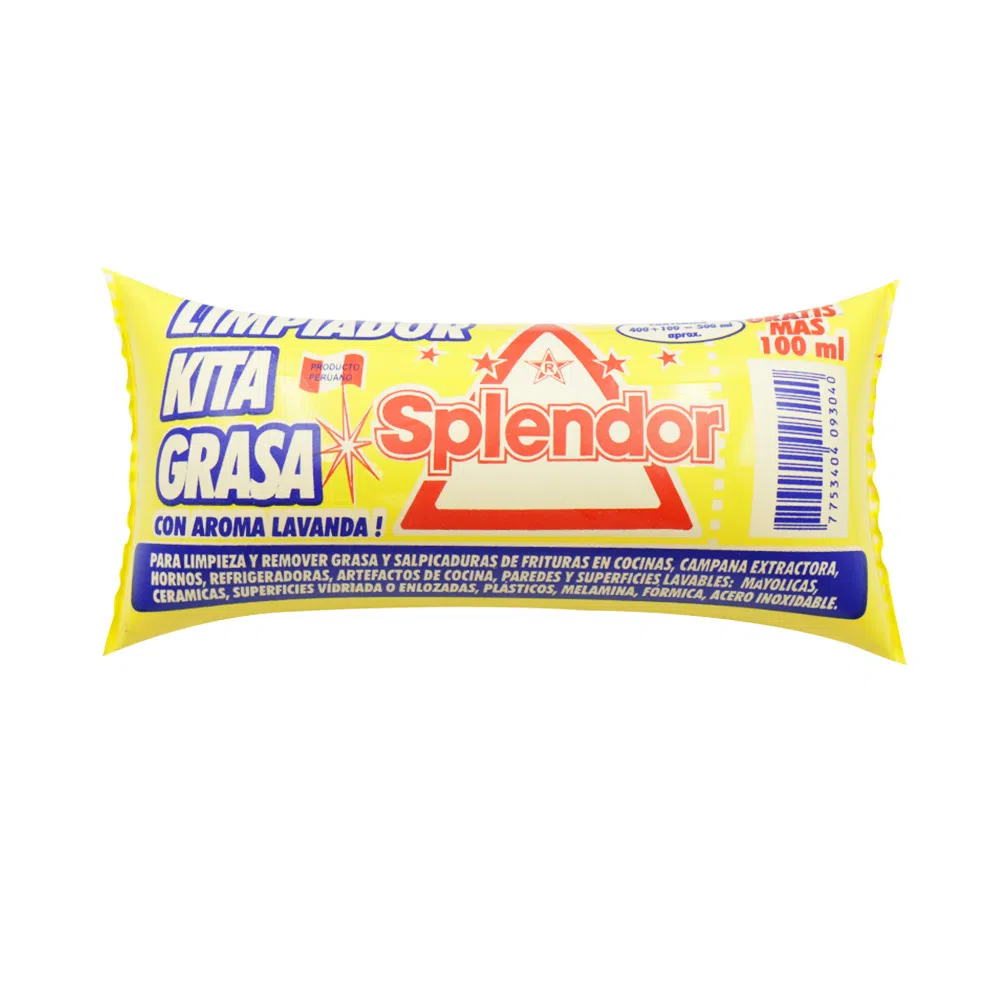 LIMPIADOR
KITA
GRASA
CON AROMA LAVANDA !
PRODUCTO
PERUANO
R
Splendor
400 + 100 = 500 ml
aprox.
GRATIS
MAS
100 ml
7753404 093040
PARA LIMPIEZA Y REMOVER GRASA Y SALPICADURAS DE FRITURAS EN COCINAS, CAMPANA EXTRACTORA,
HORNOS, REFRIGERADORAS, ARTEFACTOS DE COCINA, PAREDES Y SUPERFICIES LAVABLES: MAYOLICAS,
CERAMICAS, SUPERFICIES VIDRIADA O ENLOZADAS, PLÁSTICOS, MELAMINA, FÓRMICA, ACERO INOXIDABLE.